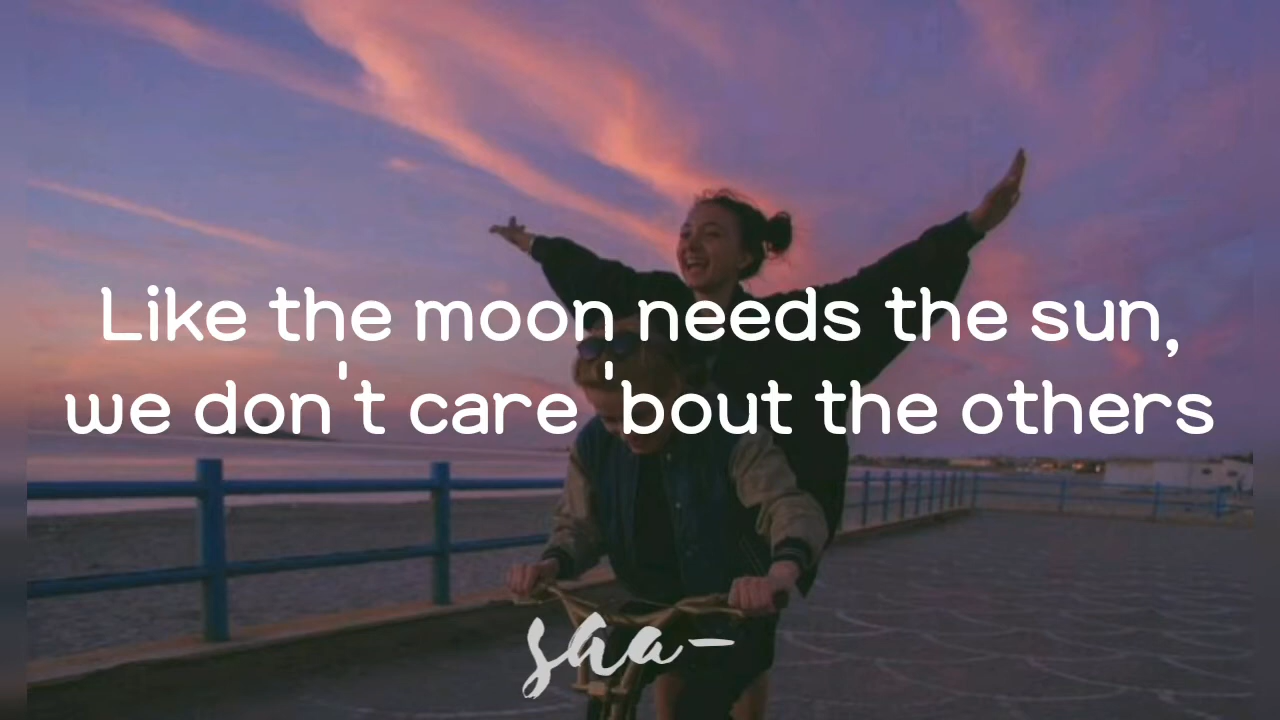 Like the moon needs the sun,
we don't care 'bout the others
saa-